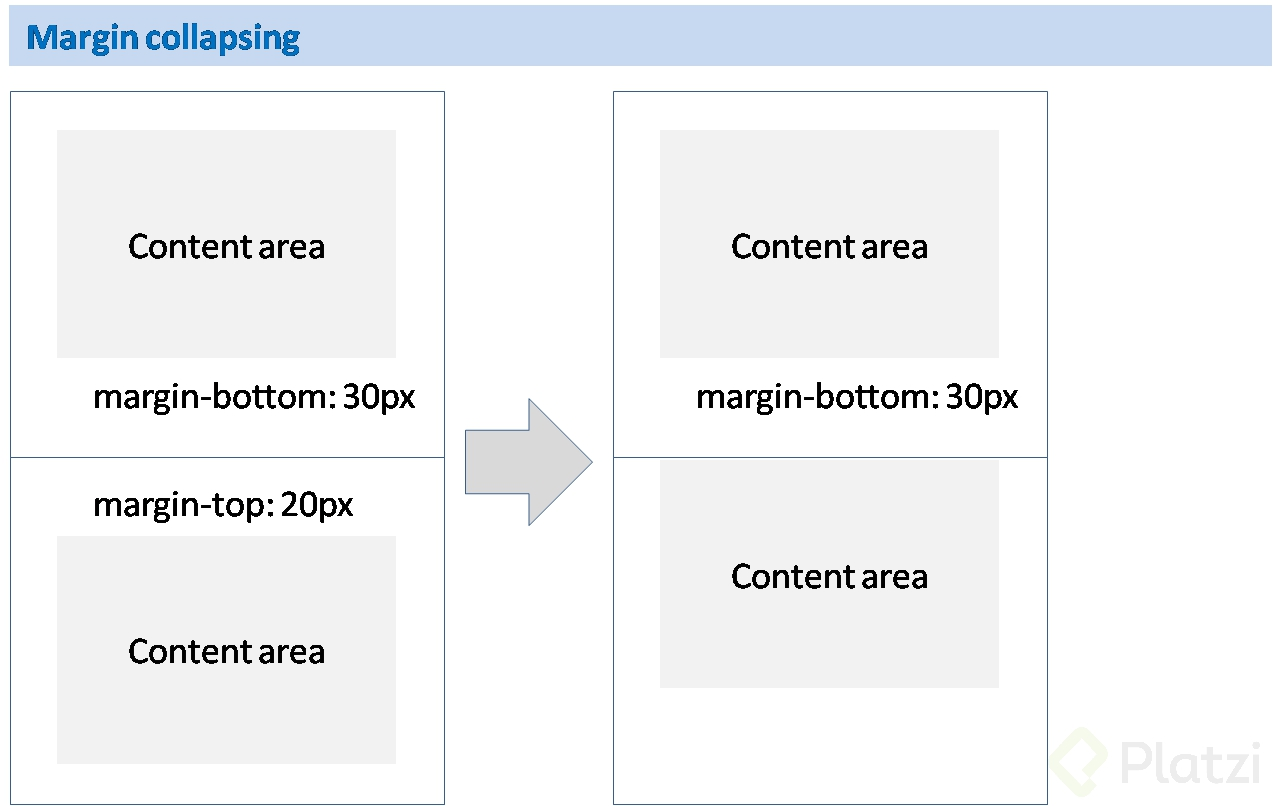 Margin collapsing
Content area
margin-bottom: 30px
margin-top: 20px
Content area
Content area
margin-bottom: 30px
Content area
Platzi